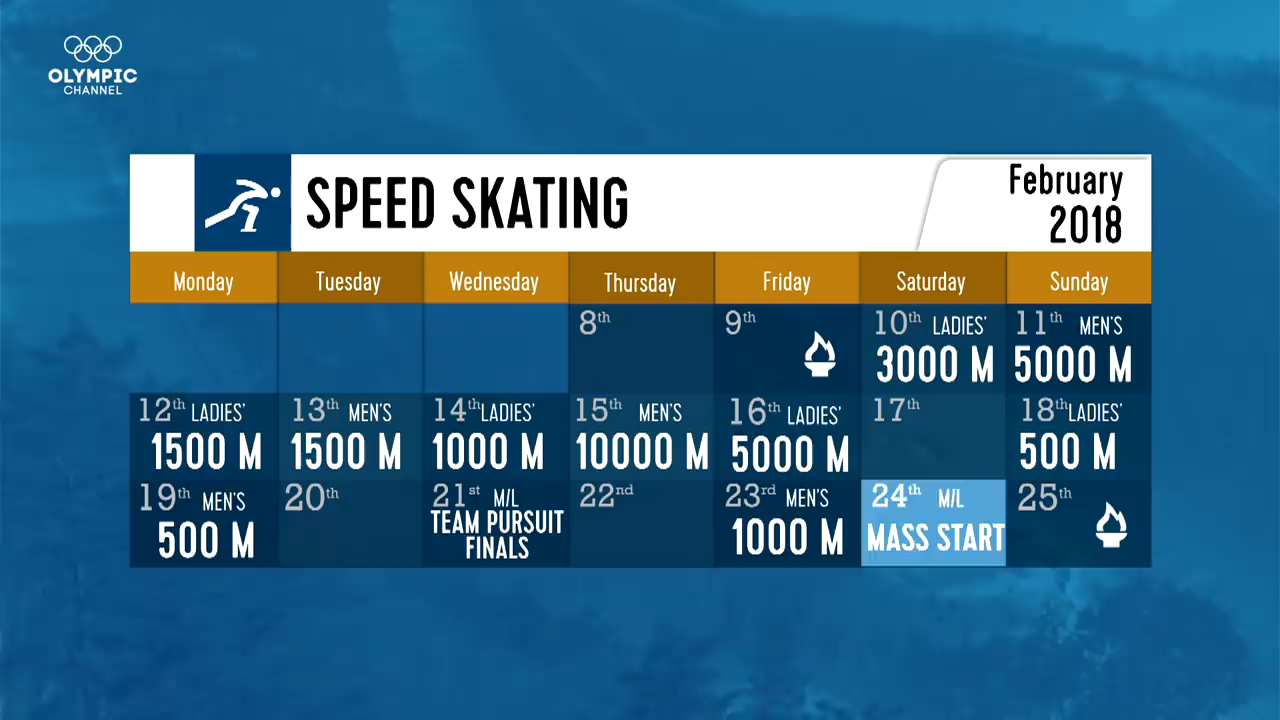 OLYMPIC
CHANNEL
SPEED SKATING
February
2018
Monday Tuesday Wednesday Thursday Friday Saturday Sunday
8th 9th 10th LADIES' 11th MEN'S
3000 M 5000 M
12th LADIES' 13th MEN'S 14th LADIES' 15th MEN'S 16th LADIES' 17th 18th LADIES'
1500 M 1500 M 1000 M 10000 M 5000 M 500 M
19th MEN'S 20th 21st M/L 22nd 23rd MEN'S 24th M/L 25th
500 M TEAM PURSUIT 1000 M MASS START
FINALS